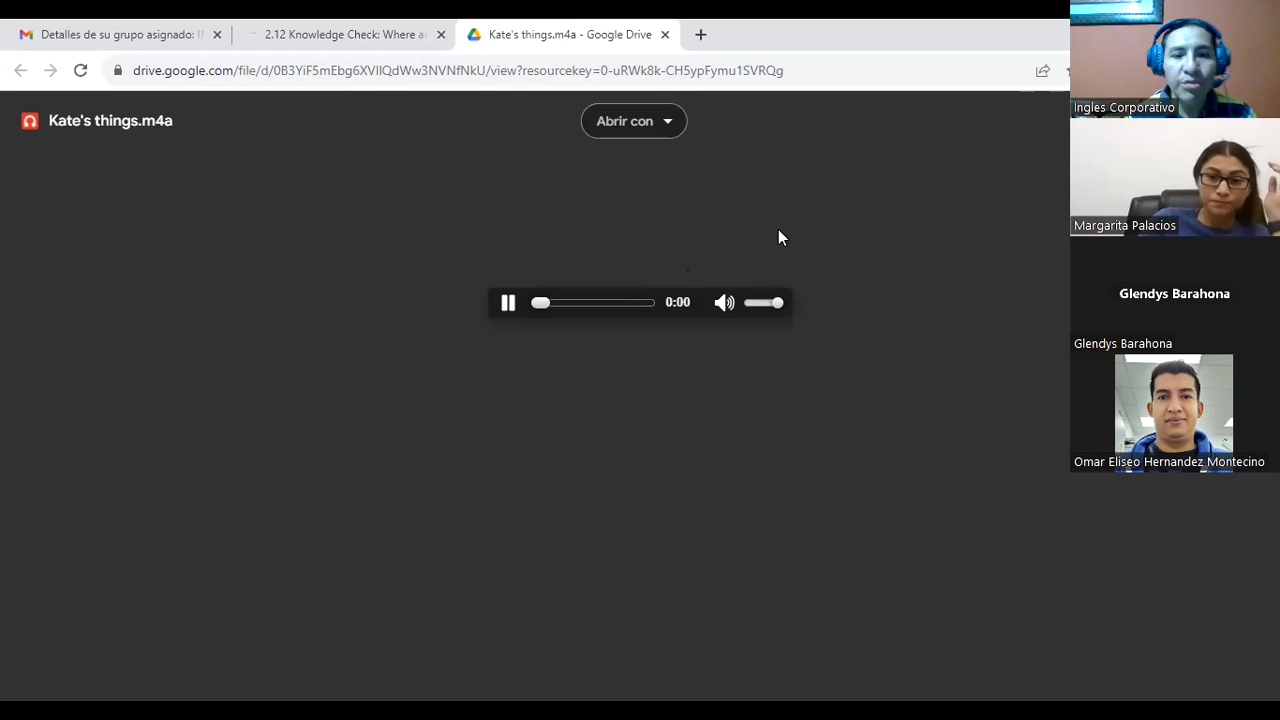 Detalles de su grupo asignado: I
2.12 Knowledge Check: Where a
Kate's things.m4a - Google Drive
drive.google.com/file/d/0B3YiF5mEbg6XVllQdWw3NVNfNkU/view?resourcekey=0-uRWk8k-CH5ypFymu1SVRQg
Kate's things.m4a
Abrir con
0:00
Ingles Corporativo
Margarita Palacios
Glendys Barahona
Glendys Barahona
Omar Eliseo Hernandez Montecino